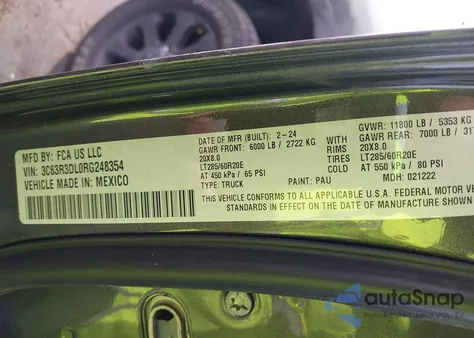 MFD BY: FCA US LLC
VIN: 3C63R3DL0RG248354
VEHICLE MADE IN: MEXICO
DATE OF MFR (BUILT): 2-24
GAWR FRONT: 6000 LB / 2722 KG
20X8.0
LT285/60R20E
AT 450 kPa / 65 PSI
TYPE: TRUCK
PAINT: PAU
GVWR: 11800 LB / 5353 KG
GAWR REAR: 7000 LB / 31
20X8.0
LT285/60R20E
AT 550 kPa / 80 PSI
MDH: 021222
THIS VEHICLE CONFORMS TO ALL APPLICABLE U.S.A. FEDERAL MOTOR VE
STANDARDS IN EFFECT ON THE DATE OF MANUFACTURE SHOWN
autoSnap